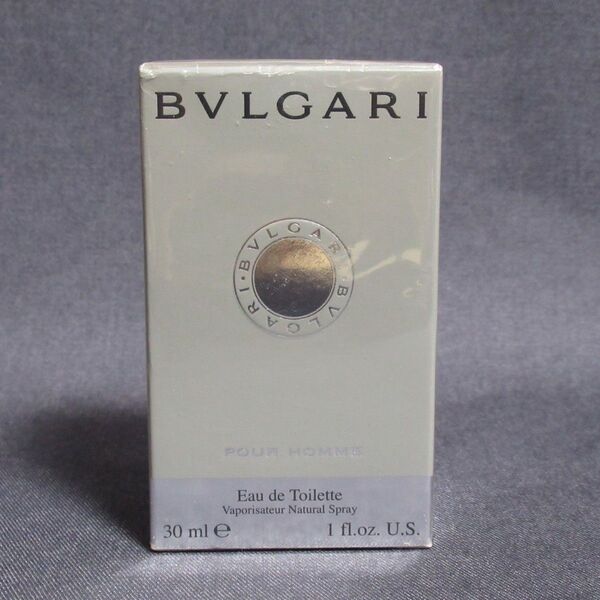 BVLGARI
BVLGARI · BVLGARI ·
POUR HOMME
Eau de Toilette
Vaporisateur Natural Spray
30 ml ℮ 1 fl.oz. U.S.